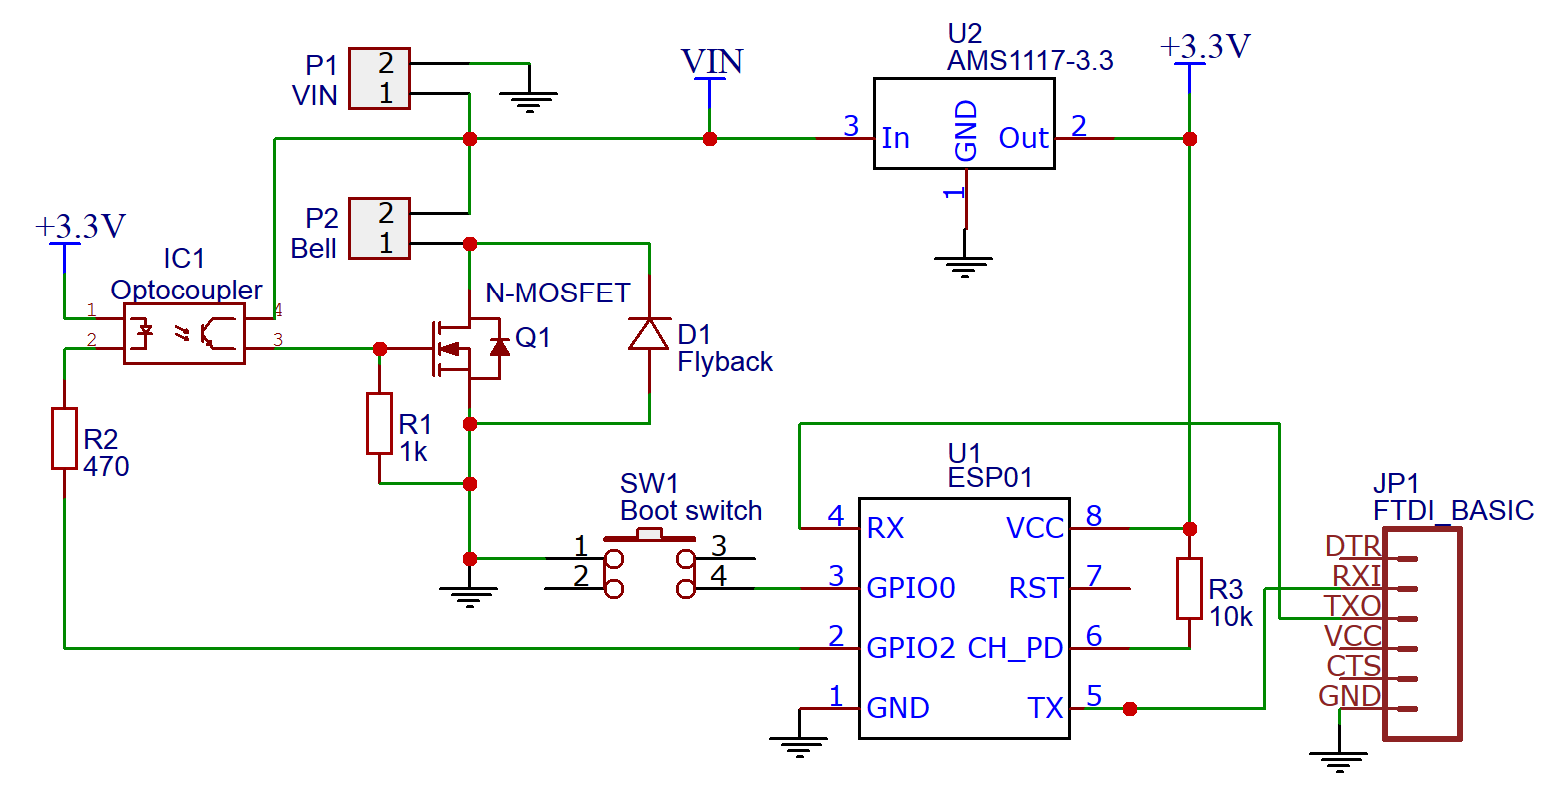 P1
VIN
2
1
VIN
U2
AMS1117-3.3
3
In
GND
Out
2
1
+3.3V
+3.3V
P2
Bell
2
1
IC1
Optocoupler
1
2
4
3
N-MOSFET
Q1
D1
Flyback
R1
1k
R2
470
SW1
Boot switch
1
2
3
4
U1
ESP01
4
RX
VCC
8
3
GPIO0
RST
7
2
GPIO2
CH_PD
6
1
GND
TX
5
R3
10k
JP1
FTDI_BASIC
DTR
RXI
TXO
VCC
CTS
GND